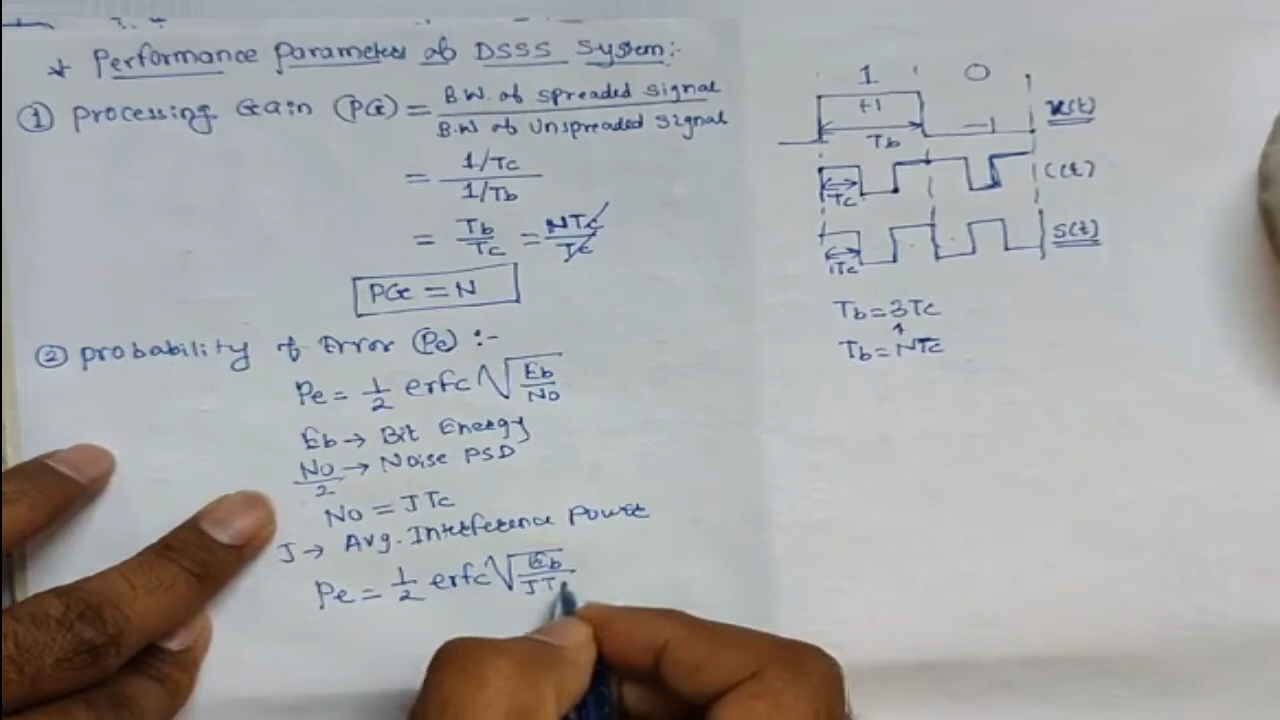 * Performance Parameters of DSSS System:-
① Processing Gain (PG) = B.W. of Spreaded Signal / B.W of Unspreaded Signal
= 1/Tc / 1/Tb
= Tb/Tc = NTc/Tc
PG = N
② Probability of Error (Pe) :-
Pe = 1/2 erfc √Eb/No
Eb → Bit Energy
No/2 → Noise PSD
No = JTc
J → Avg. Interference Power
Pe = 1/2 erfc √Eb/JT
1 0
+1 -1 x(t)
Tb
c(t)
Tc
s(t)
Tc
Tb = 3Tc
Tb = NTc